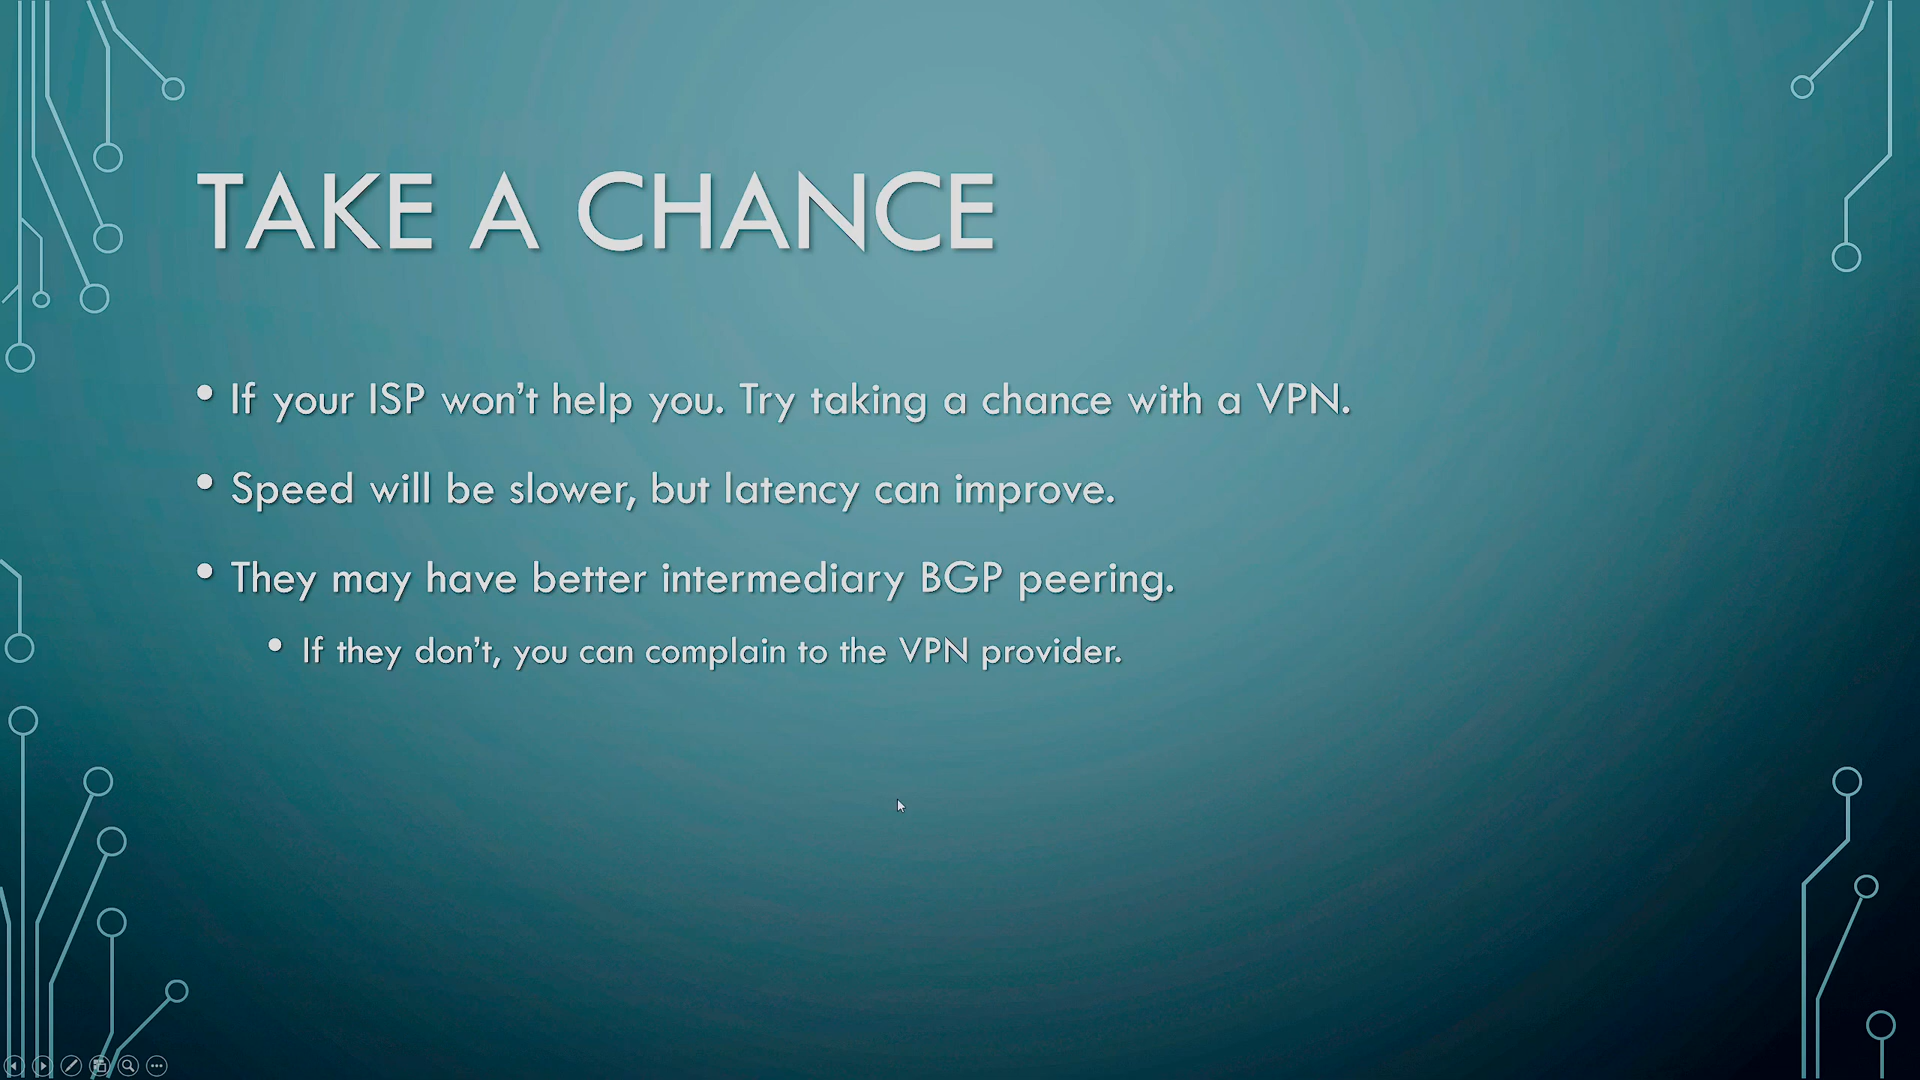 TAKE A CHANCE
• If your ISP won’t help you. Try taking a chance with a VPN.
• Speed will be slower, but latency can improve.
• They may have better intermediary BGP peering.
• If they don’t, you can complain to the VPN provider.